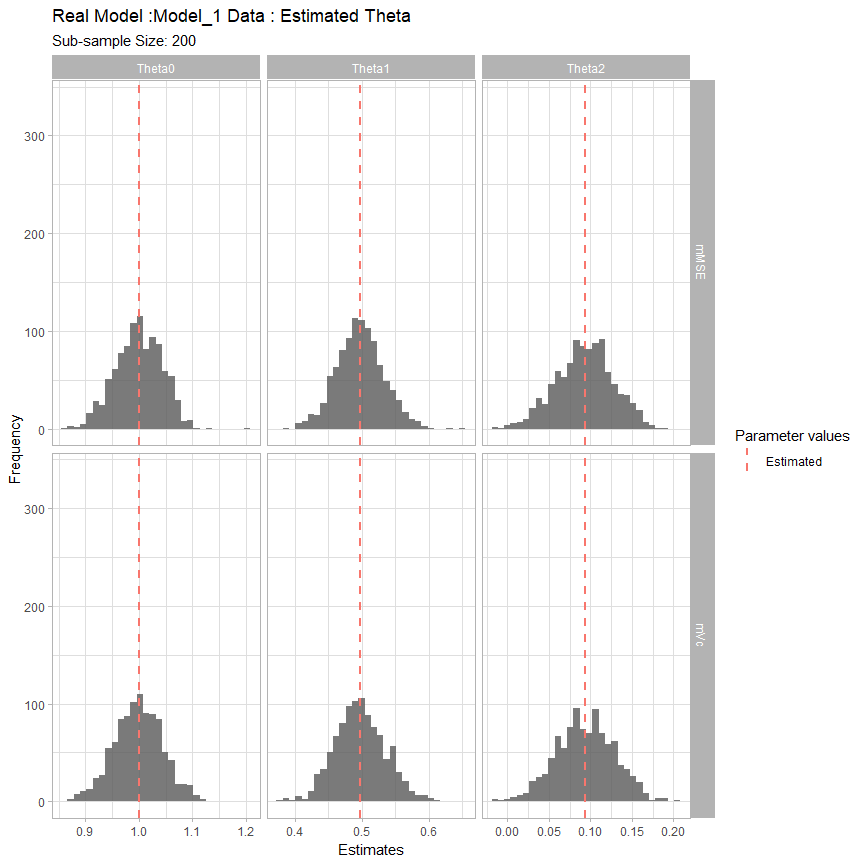 Real Model :Model_1 Data : Estimated Theta
Sub-sample Size: 200
Theta0 Theta1 Theta2
300
200
100
0
mMSE
300
200
100
0
mVc
Frequency
0.9 1.0 1.1 1.2 0.4 0.5 0.6 0.00 0.05 0.10 0.15 0.20
Estimates
Parameter values
Estimated